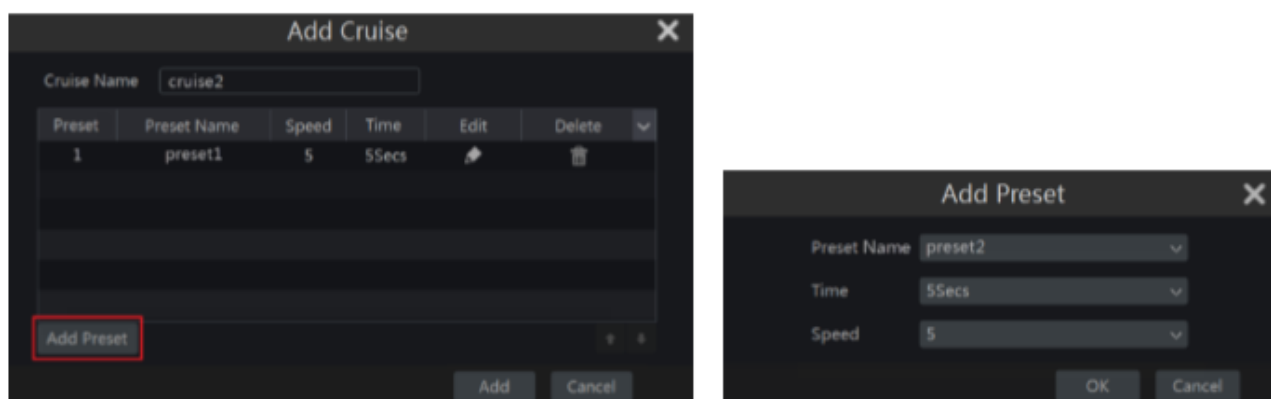 Add Cruise
Cruise Name cruise2
Preset Preset Name Speed Time Edit Delete
1 preset1 5 5Secs
Add Preset
Add Cancel
Add Preset
Preset Name preset2
Time 5Secs
Speed 5
OK Cancel